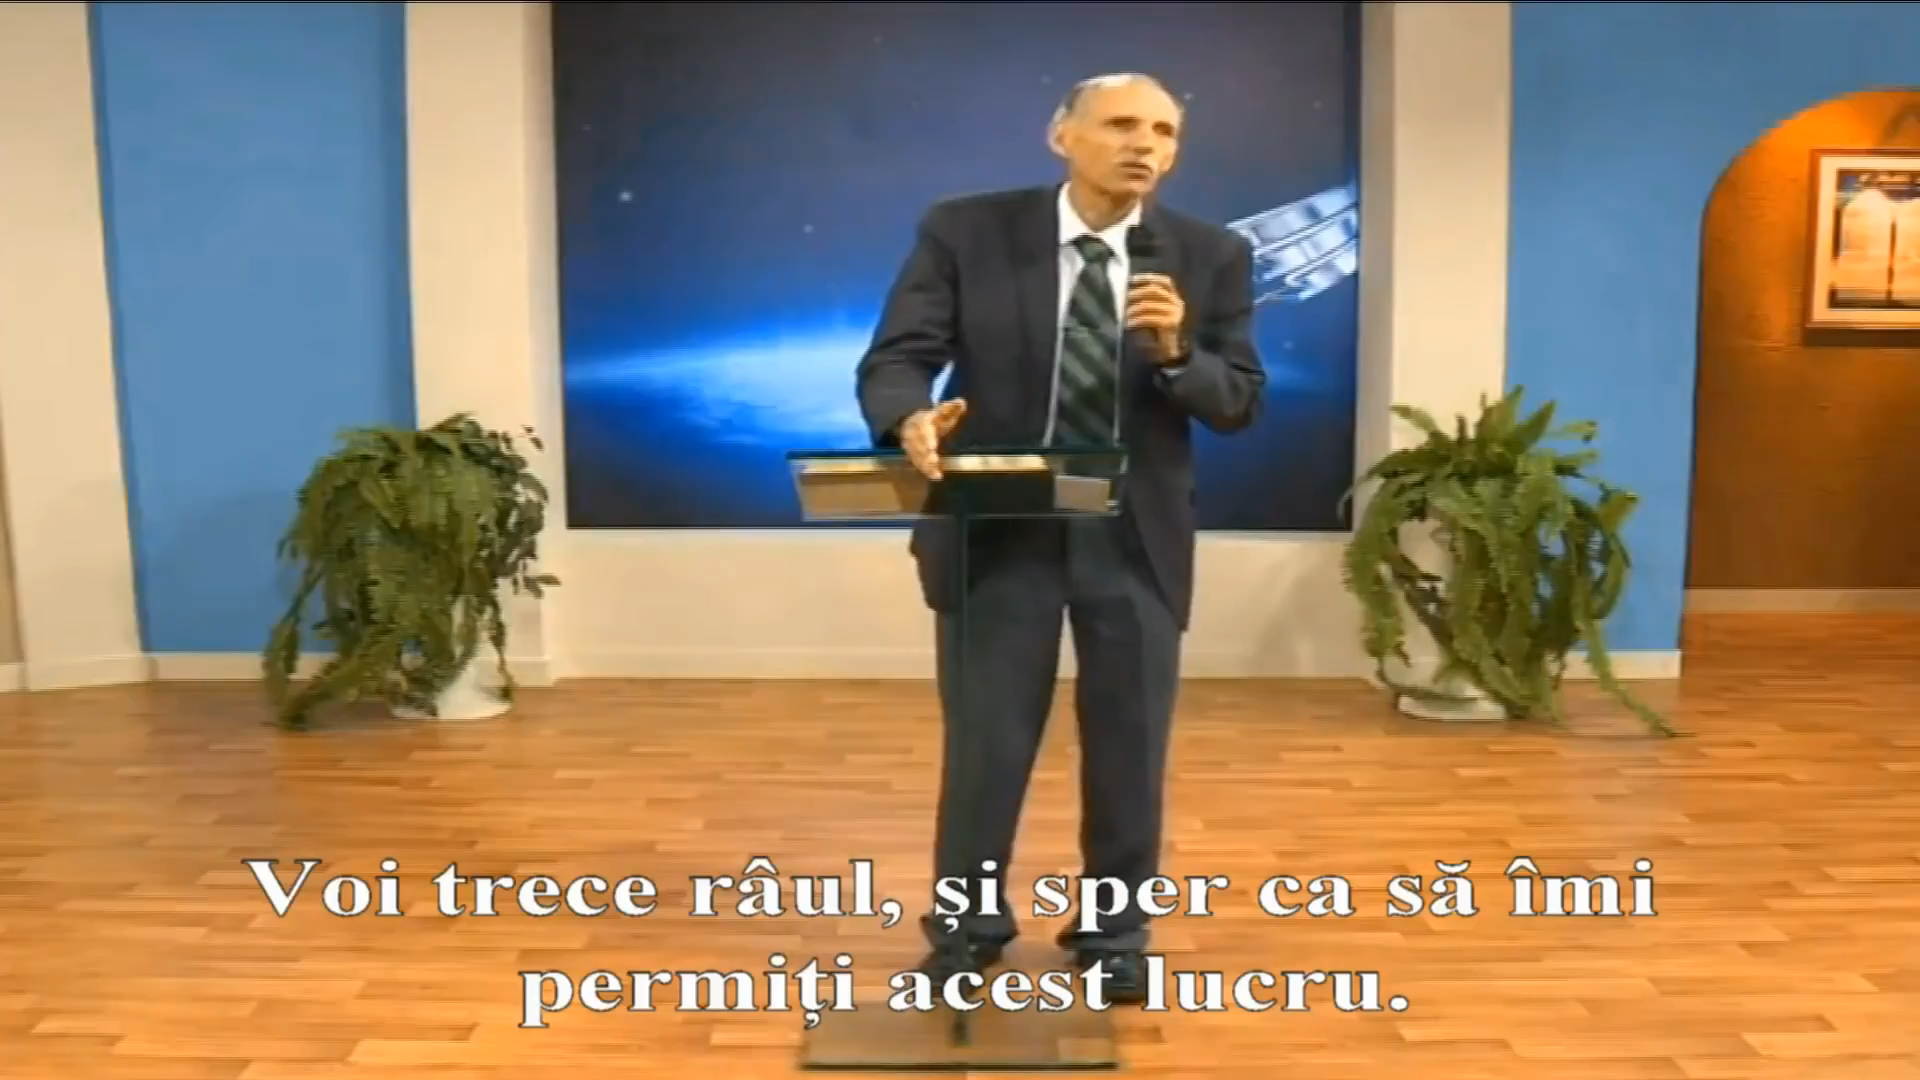 Voi trece râul, și sper ca să îmi
permiți acest lucru.